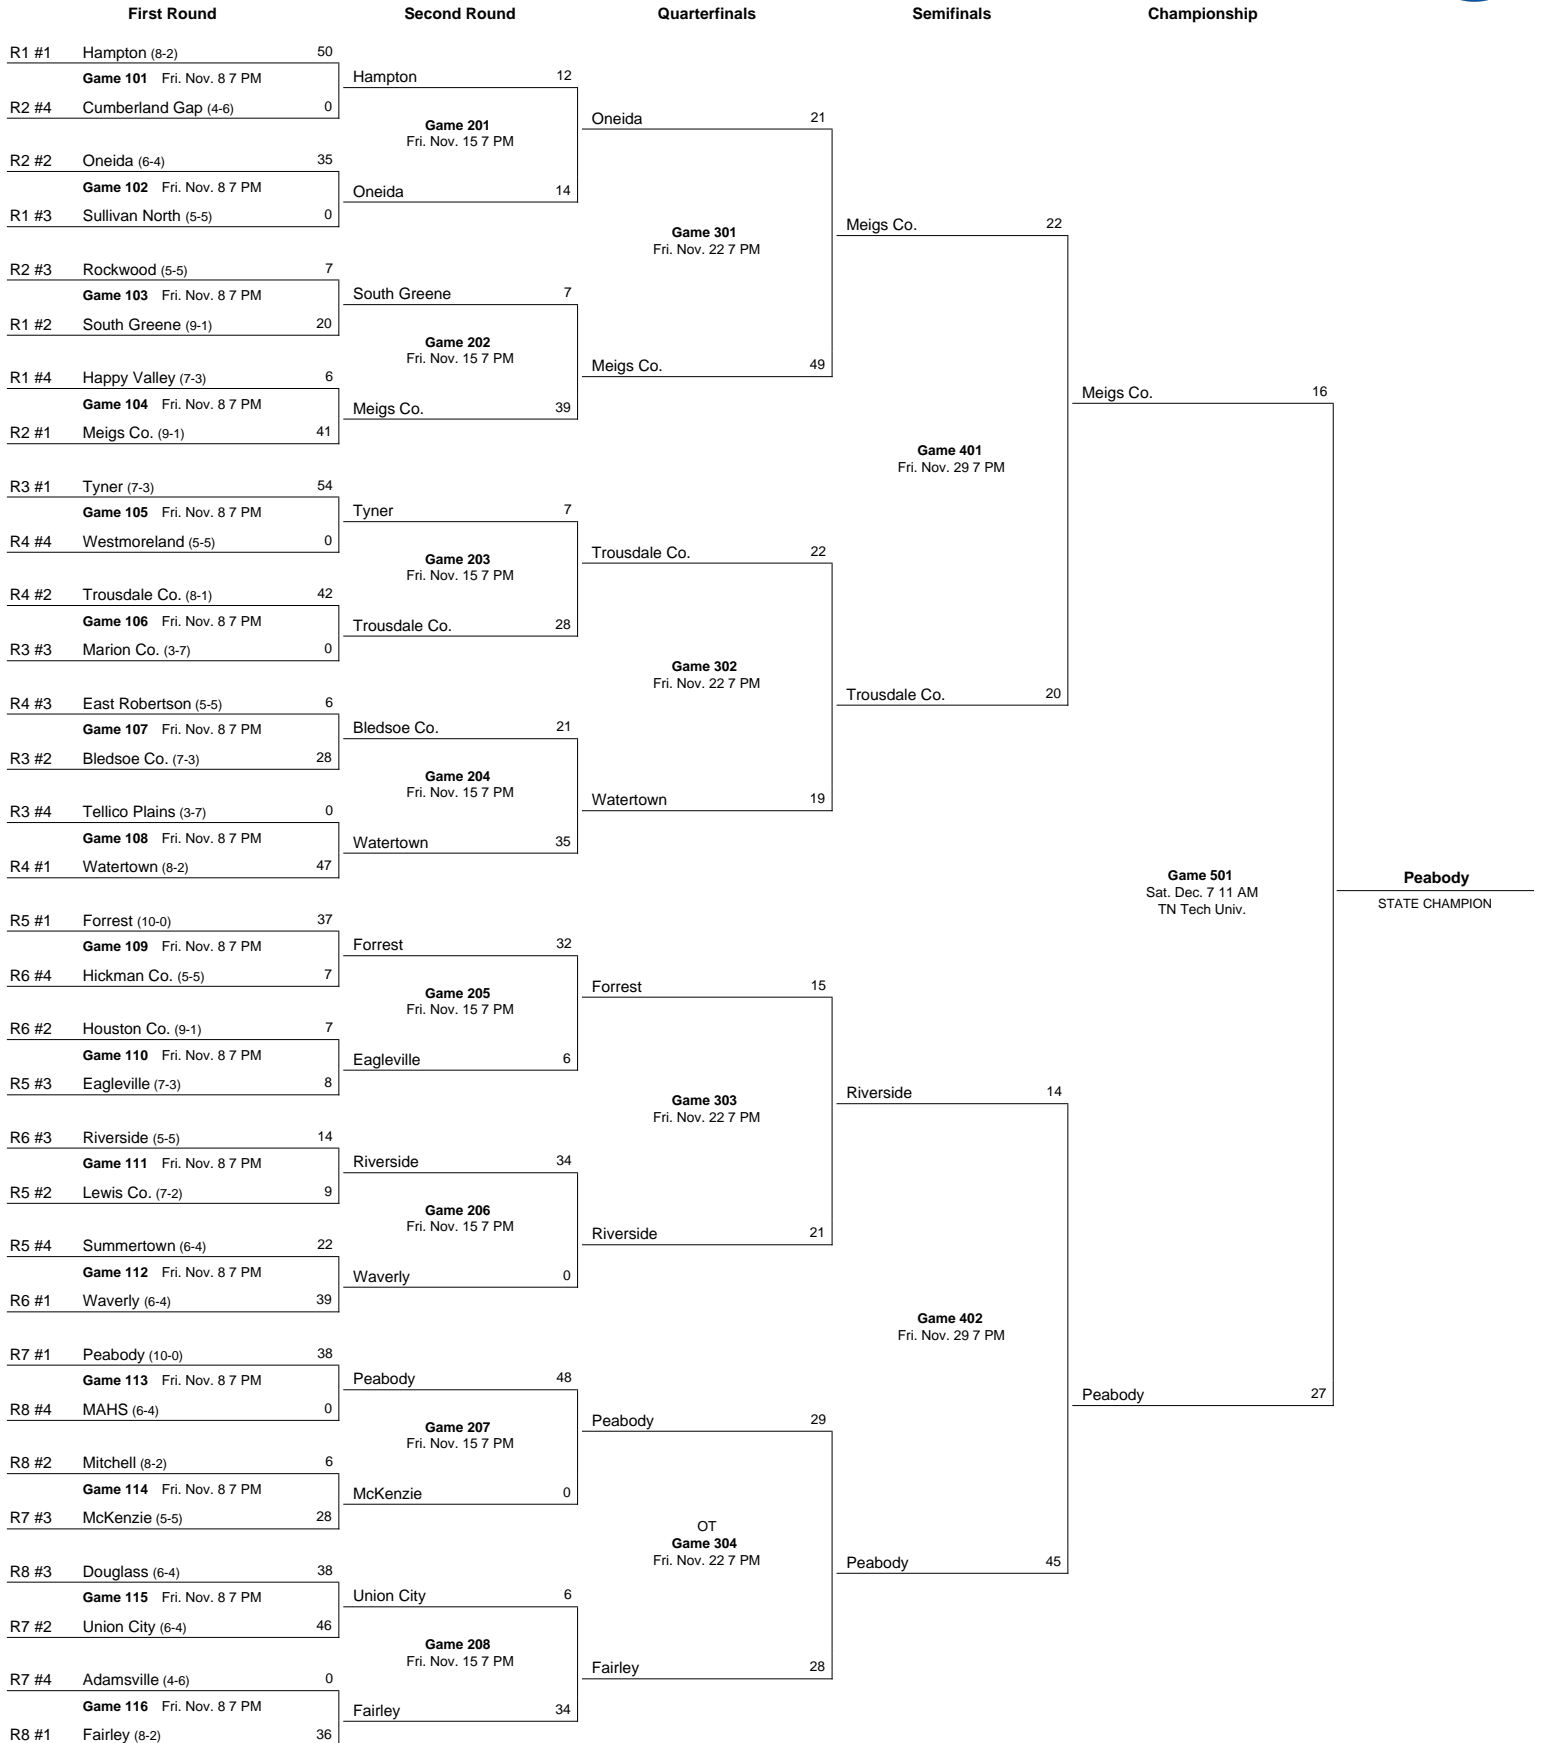 First Round Second Round Quarterfinals Semifinals Championship
R1 #1 Hampton (8-2) 50
Game 101 Fri. Nov. 8 7 PM
R2 #4 Cumberland Gap (4-6) 0
R2 #2 Oneida (6-4) 35
Game 102 Fri. Nov. 8 7 PM
R1 #3 Sullivan North (5-5) 0
R2 #3 Rockwood (5-5) 7
Game 103 Fri. Nov. 8 7 PM
R1 #2 South Greene (9-1) 20
R1 #4 Happy Valley (7-3) 6
Game 104 Fri. Nov. 8 7 PM
R2 #1 Meigs Co. (9-1) 41
R3 #1 Tyner (7-3) 54
Game 105 Fri. Nov. 8 7 PM
R4 #4 Westmoreland (5-5) 0
R4 #2 Trousdale Co. (8-1) 42
Game 106 Fri. Nov. 8 7 PM
R3 #3 Marion Co. (3-7) 0
R4 #3 East Robertson (5-5) 6
Game 107 Fri. Nov. 8 7 PM
R3 #2 Bledsoe Co. (7-3) 28
R3 #4 Tellico Plains (3-7) 0
Game 108 Fri. Nov. 8 7 PM
R4 #1 Watertown (8-2) 47
R5 #1 Forrest (10-0) 37
Game 109 Fri. Nov. 8 7 PM
R6 #4 Hickman Co. (5-5) 7
R6 #2 Houston Co. (9-1) 7
Game 110 Fri. Nov. 8 7 PM
R5 #3 Eagleville (7-3) 8
R6 #3 Riverside (5-5) 14
Game 111 Fri. Nov. 8 7 PM
R5 #2 Lewis Co. (7-2) 9
R5 #4 Summertown (6-4) 22
Game 112 Fri. Nov. 8 7 PM
R6 #1 Waverly (6-4) 39
R7 #1 Peabody (10-0) 38
Game 113 Fri. Nov. 8 7 PM
R8 #4 MAHS (6-4) 0
R8 #2 Mitchell (8-2) 6
Game 114 Fri. Nov. 8 7 PM
R7 #3 McKenzie (5-5) 28
R8 #3 Douglass (6-4) 38
Game 115 Fri. Nov. 8 7 PM
R7 #2 Union City (6-4) 46
R7 #4 Adamsville (4-6) 0
Game 116 Fri. Nov. 8 7 PM
R8 #1 Fairley (8-2) 36
Hampton 12
Game 201
Fri. Nov. 15 7 PM
Oneida 14
South Greene 7
Game 202
Fri. Nov. 15 7 PM
Meigs Co. 39
Tyner 7
Game 203
Fri. Nov. 15 7 PM
Trousdale Co. 28
Bledsoe Co. 21
Game 204
Fri. Nov. 15 7 PM
Watertown 35
Forrest 32
Game 205
Fri. Nov. 15 7 PM
Eagleville 6
Riverside 34
Game 206
Fri. Nov. 15 7 PM
Waverly 0
Peabody 48
Game 207
Fri. Nov. 15 7 PM
McKenzie 0
Union City 6
Game 208
Fri. Nov. 15 7 PM
Fairley 34
Oneida 21
Game 301
Fri. Nov. 22 7 PM
Meigs Co. 49
Trousdale Co. 22
Game 302
Fri. Nov. 22 7 PM
Watertown 19
Forrest 15
Game 303
Fri. Nov. 22 7 PM
Riverside 21
Peabody 29
OT
Game 304
Fri. Nov. 22 7 PM
Fairley 28
Meigs Co. 22
Game 401
Fri. Nov. 29 7 PM
Trousdale Co. 20
Riverside 14
Game 402
Fri. Nov. 29 7 PM
Peabody 45
Meigs Co. 16
Game 501
Sat. Dec. 7 11 AM
TN Tech Univ.
Peabody 27
Peabody
STATE CHAMPION